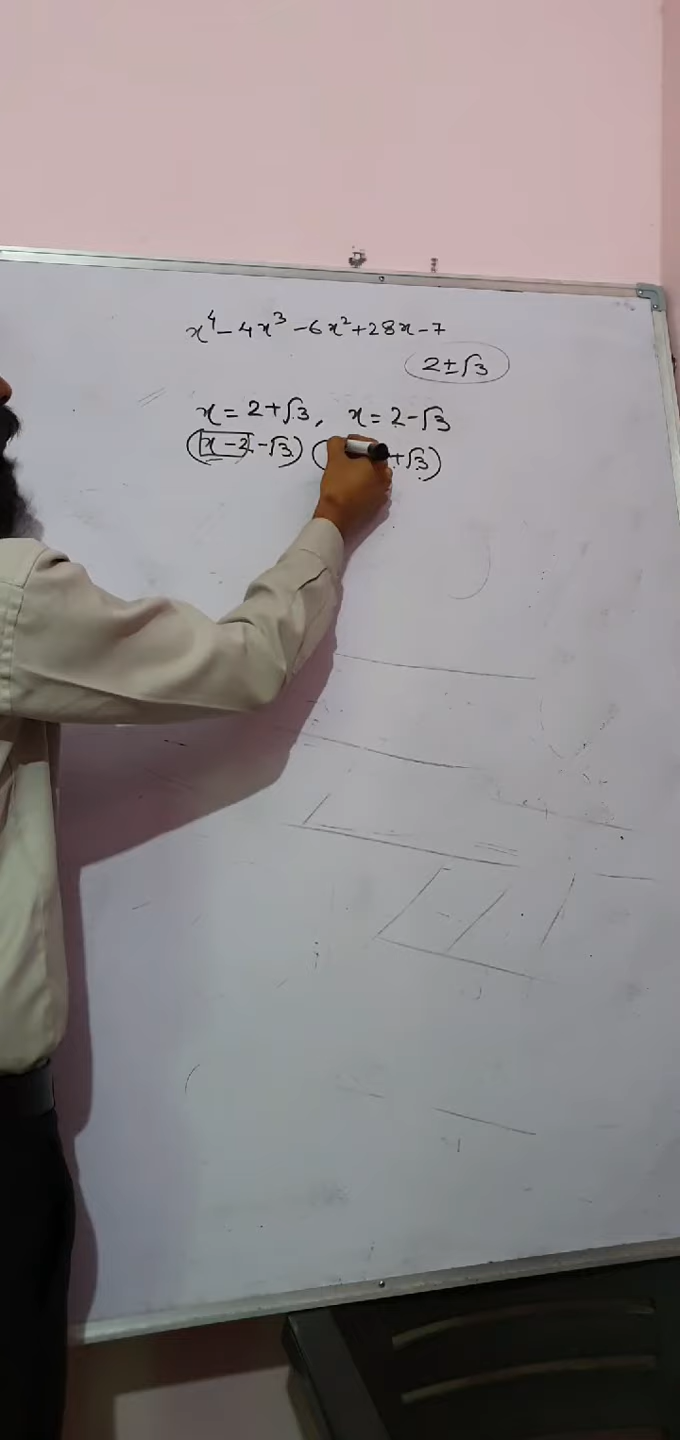 x⁴-4x³-6x²+28x-7
2±√3
x=2+√3, x=2-√3
(x-2-√3)( +√3)